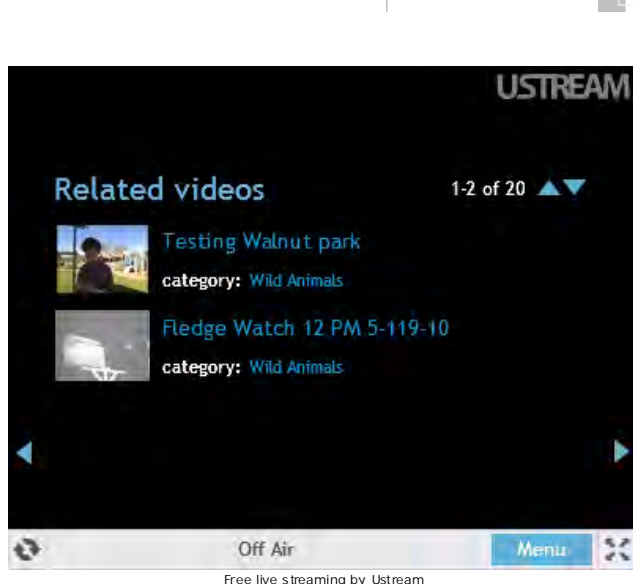 USTREAM
Related videos 1-2 of 20
Testing Walnut park
category: Wild Animals
Fledge Watch 12 PM 5-119-10
category: Wild Animals
Off Air Menu
Free live streaming by Ustream